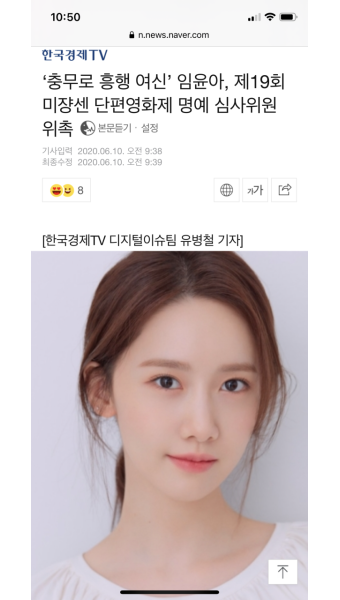 10:50
n.news.naver.com
한국경제TV
‘충무로 흥행 여신’ 임윤아, 제19회
미쟝센 단편영화제 명예 심사위원
위촉 본문듣기 · 설정
기사입력 2020.06.10. 오전 9:38
최종수정 2020.06.10. 오전 9:39
8
가가
[한국경제TV 디지털이슈팀 유병철 기자]